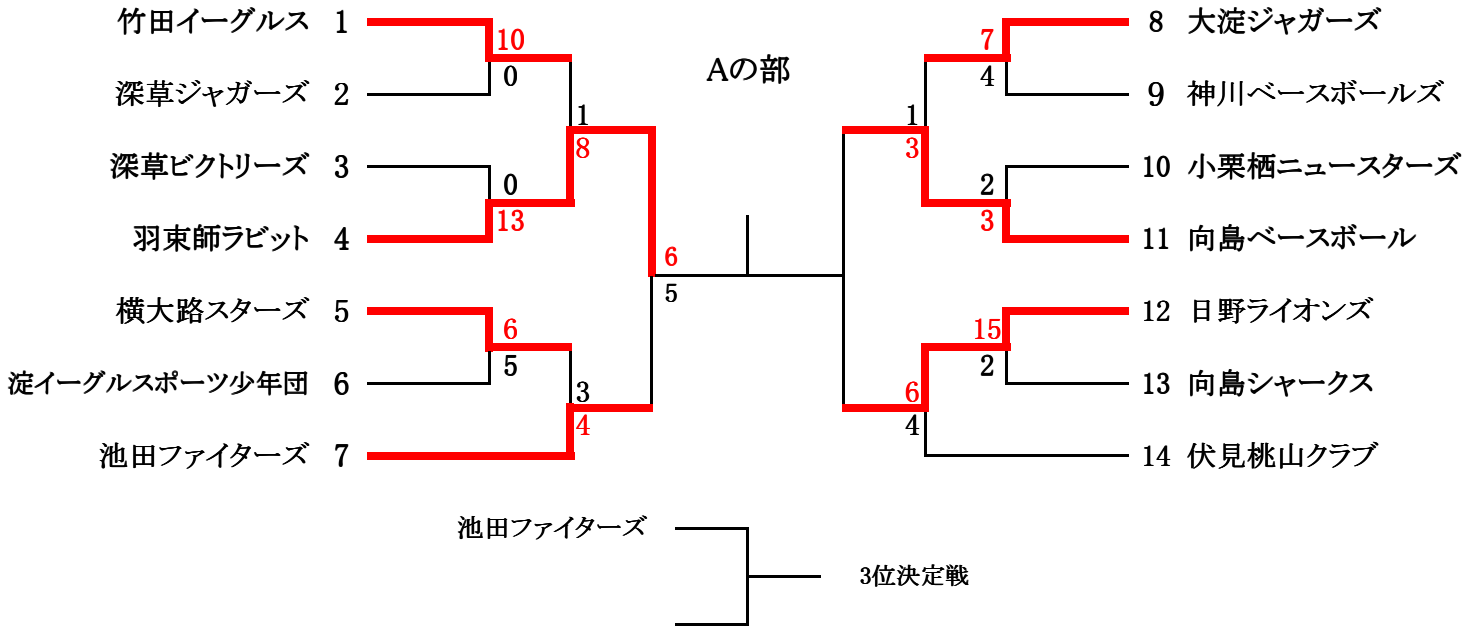 竹田イーグルス 1
10
0
深草ジャガーズ 2
1
8
深草ビクトリーズ 3
0
13
羽束師ラビット 4
6
5
横大路スターズ 5
6
5
淀イーグルスポーツ少年団 6
3
4
池田ファイターズ 7
Aの部
8 大淀ジャガーズ
7
4
9 神川ベースボールズ
1
3
10 小栗栖ニュースターズ
2
3
11 向島ベースボール
12 日野ライオンズ
15
2
13 向島シャークス
6
4
14 伏見桃山クラブ
池田ファイターズ
3位決定戦